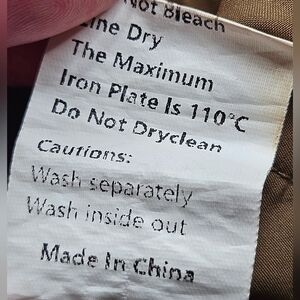 Not Bleach
Line Dry
The Maximum
Iron Plate Is 110°C
Do Not Dryclean
Cautions:
Wash separately
Wash inside out
Made In China